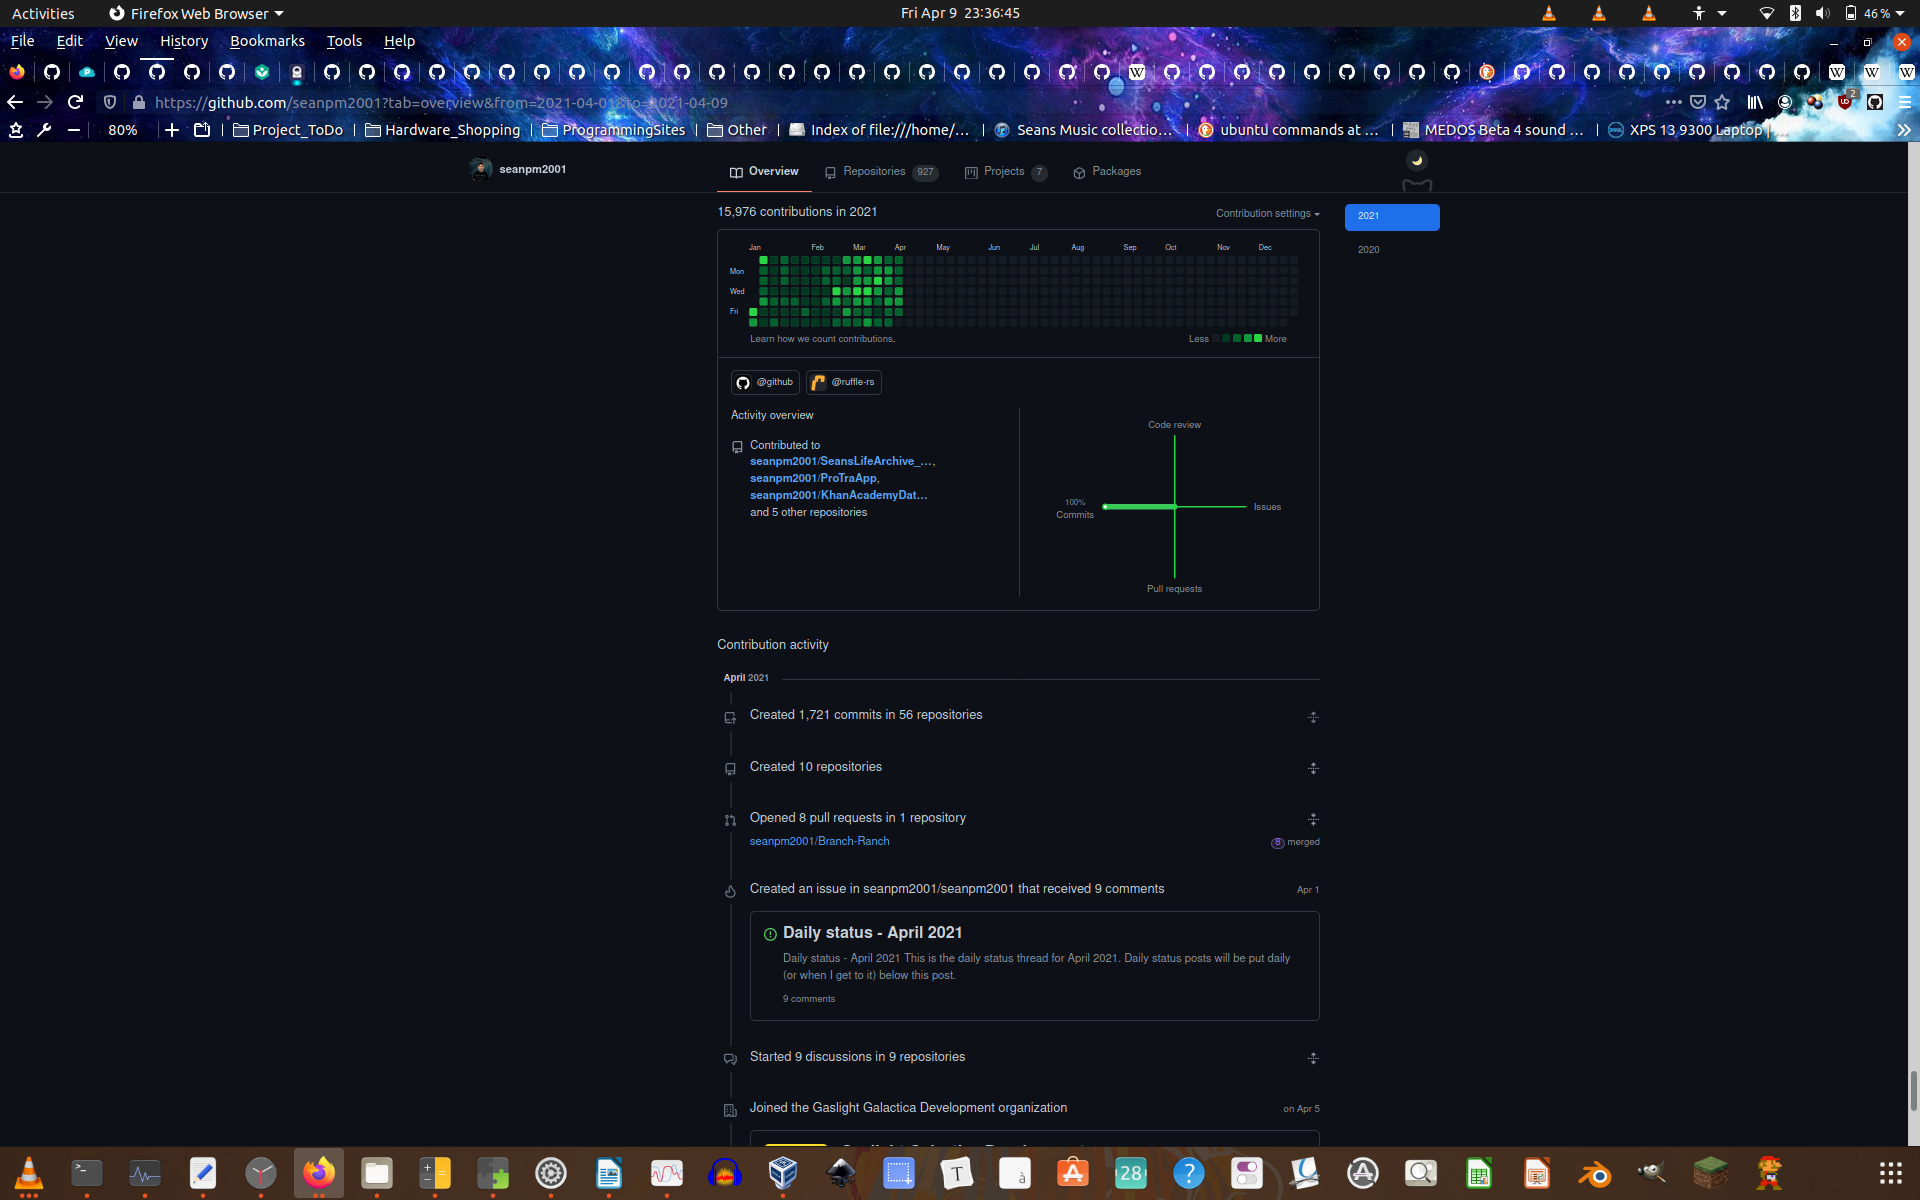 Activities
Firefox Web Browser
Fri Apr 9 23:36:45
46 %
File Edit View History Bookmarks Tools Help
https://github.com/seanpm2001?tab=overview&from=2021-04-01&to=2021-04-09
2
80%
Project_ToDo
Hardware_Shopping
ProgrammingSites
Other
Index of file:///home/...
Seans Music collectio...
ubuntu commands at ...
MEDOS Beta 4 sound ...
XPS 13 9300 Laptop |
seanpm2001
Overview
Repositories 927
Projects 7
Packages
15,976 contributions in 2021
Contribution settings
2021
2020
Jan Feb Mar Apr May Jun Jul Aug Sep Oct Nov Dec
Mon
Wed
Fri
Learn how we count contributions.
Less
More
@github
@ruffle-rs
Activity overview
Contributed to
seanpm2001/SeansLifeArchive_...,
seanpm2001/ProTraApp,
seanpm2001/KhanAcademyDat...
and 5 other repositories
Code review
100%
Commits
Issues
Pull requests
Contribution activity
April 2021
Created 1,721 commits in 56 repositories
Created 10 repositories
Opened 8 pull requests in 1 repository
seanpm2001/Branch-Ranch
8 merged
Created an issue in seanpm2001/seanpm2001 that received 9 comments
Apr 1
Daily status - April 2021
Daily status - April 2021 This is the daily status thread for April 2021. Daily status posts will be put daily
(or when I get to it) below this post.
9 comments
Started 9 discussions in 9 repositories
Joined the Gaslight Galactica Development organization
on Apr 5